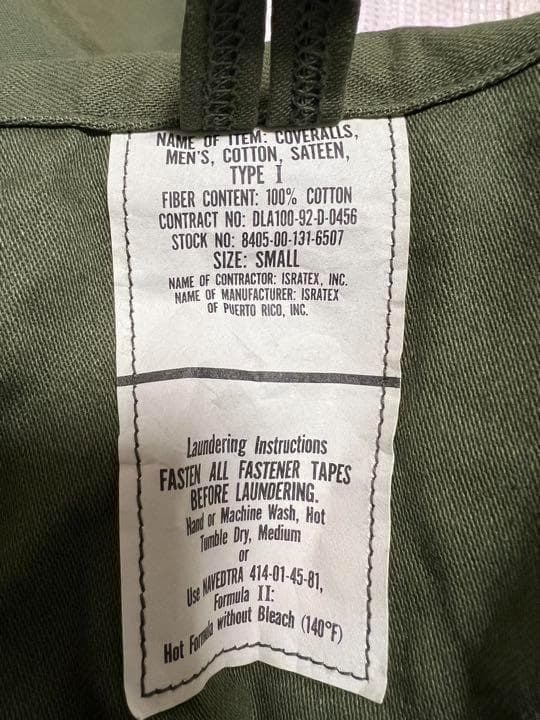 NAME OF ITEM: COVERALLS,
MEN'S, COTTON, SATEEN,
TYPE I
FIBER CONTENT: 100% COTTON
CONTRACT NO: DLA100-92-D-0456
STOCK NO: 8405-00-131-6507
SIZE: SMALL
NAME OF CONTRACTOR: ISRATEX, INC.
NAME OF MANUFACTURER: ISRATEX
OF PUERTO RICO, INC.
Laundering Instructions
FASTEN ALL FASTENER TAPES
BEFORE LAUNDERING.
Hand or Machine Wash, Hot
Tumble Dry, Medium
or
Use NAVEDTRA 414-01-45-81,
Formula II:
Hot Formula without Bleach (140°F)